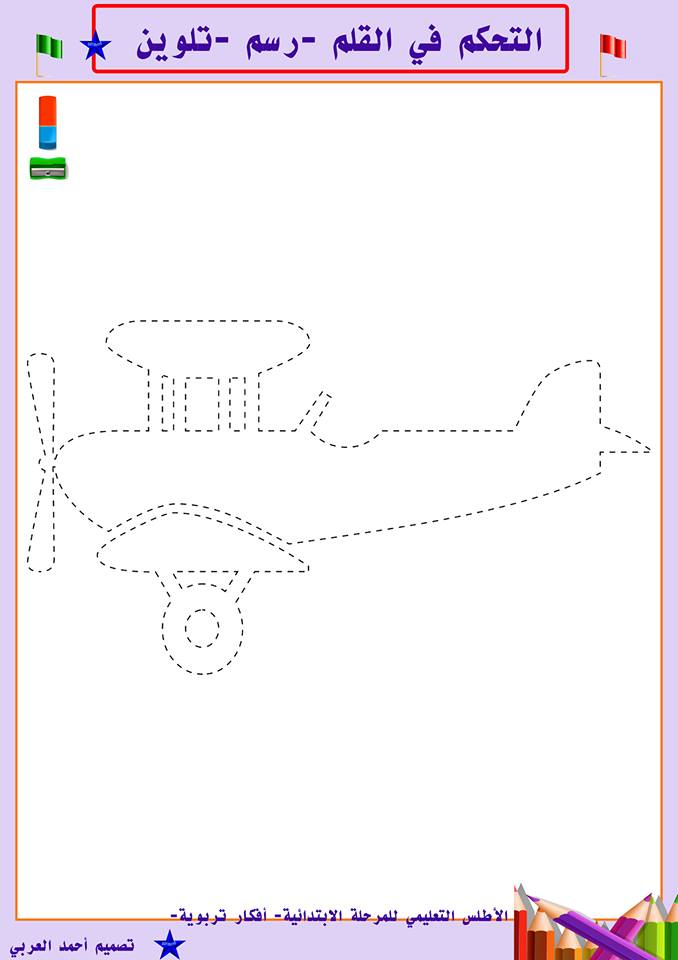 التحكم في القلم -رسم -تلوين
الأطلس التعليمي للمرحلة الابتدائية- أفكار تربوية-
تصميم أحمد العربي